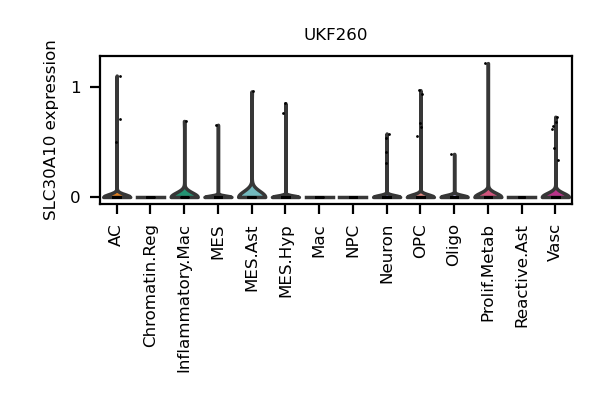 UKF260
SLC30A10 expression
1
0
AC
Chromatin.Reg
Inflammatory.Mac
MES
MES.Ast
MES.Hyp
Mac
NPC
Neuron
OPC
Oligo
Prolif.Metab
Reactive.Ast
Vasc